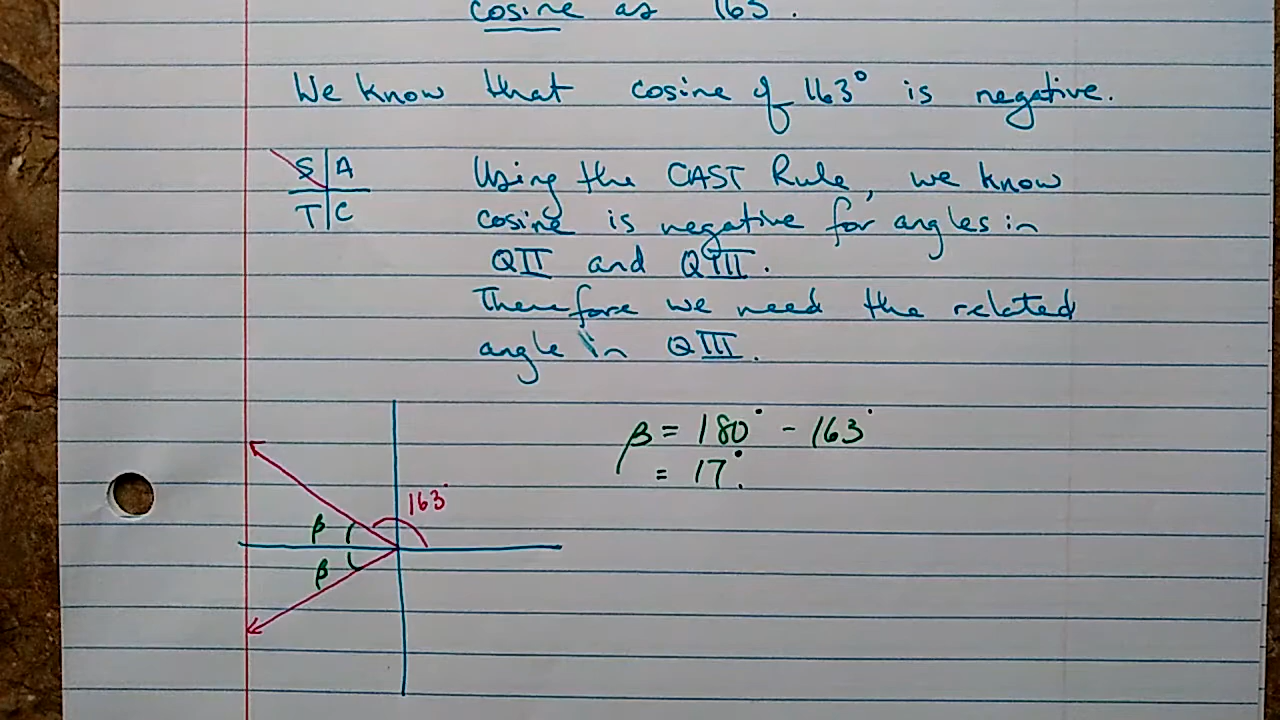 cosine as 163°.
We know that cosine of 163° is negative.
S A
T C
Using the CAST Rule, we know
cosine is negative for angles in
QII and QIII.
Therefore we need the related
angle in QIII.
β = 180° - 163°
= 17°.
163°
β
β